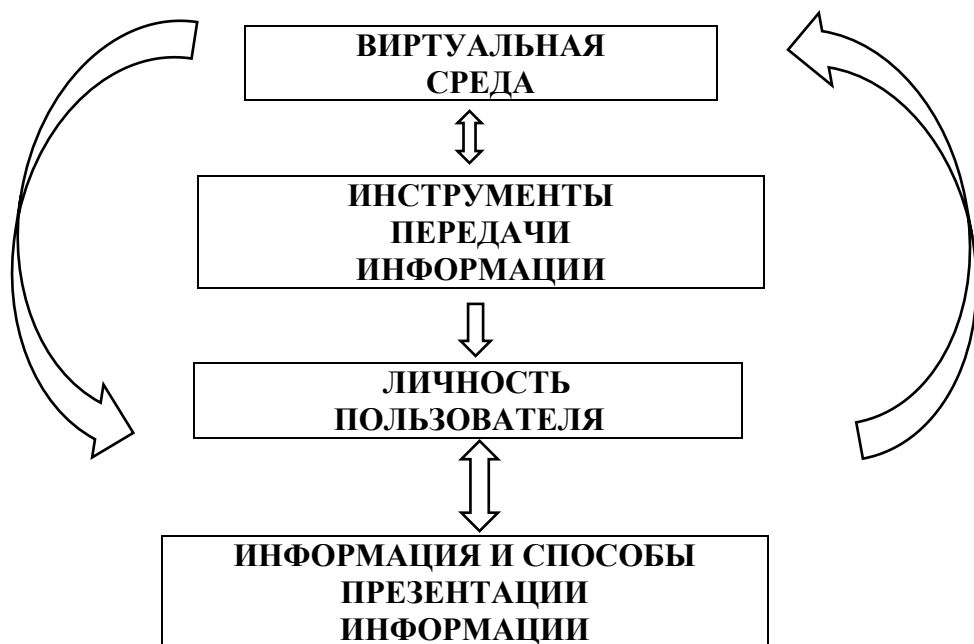 ВИРТУАЛЬНАЯ
СРЕДА
ИНСТРУМЕНТЫ
ПЕРЕДАЧИ
ИНФОРМАЦИИ
ЛИЧНОСТЬ
ПОЛЬЗОВАТЕЛЯ
ИНФОРМАЦИЯ И СПОСОБЫ
ПРЕЗЕНТАЦИИ
ИНФОРМАЦИИ